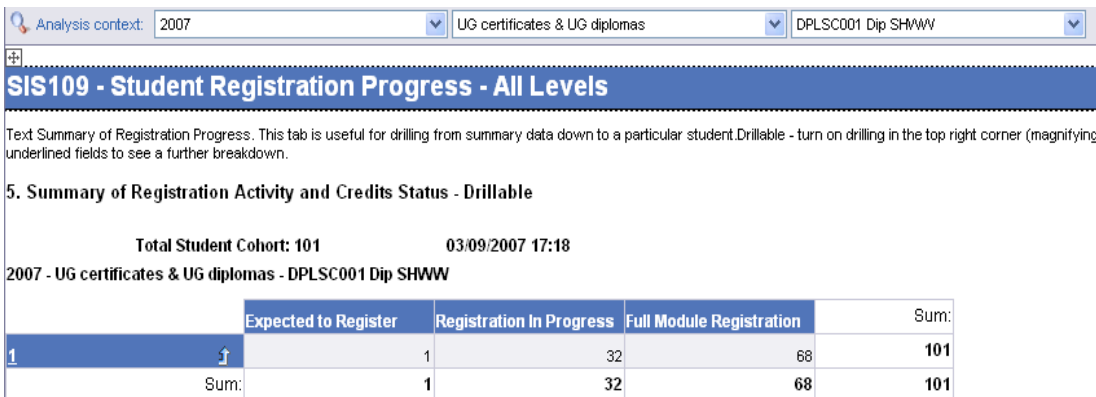 Analysis context: 2007 UG certificates & UG diplomas DPLSC001 Dip SHWW
SIS109 - Student Registration Progress - All Levels
Text Summary of Registration Progress. This tab is useful for drilling from summary data down to a particular student.Drillable - turn on drilling in the top right corner (magnifying
underlined fields to see a further breakdown.
5. Summary of Registration Activity and Credits Status - Drillable
Total Student Cohort: 101 03/09/2007 17:18
2007 - UG certificates & UG diplomas - DPLSC001 Dip SHWW
Expected to Register Registration In Progress Full Module Registration Sum:
1 1 32 68 101
Sum: 1 32 68 101